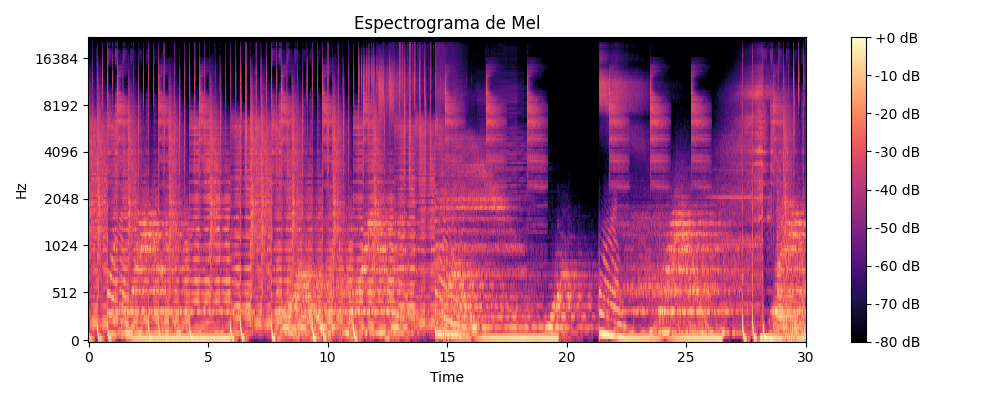 Espectrograma de Mel
Hz
16384
8192
4096
2048
1024
512
0
0 5 10 15 20 25 30
Time
+0 dB
-10 dB
-20 dB
-30 dB
-40 dB
-50 dB
-60 dB
-70 dB
-80 dB